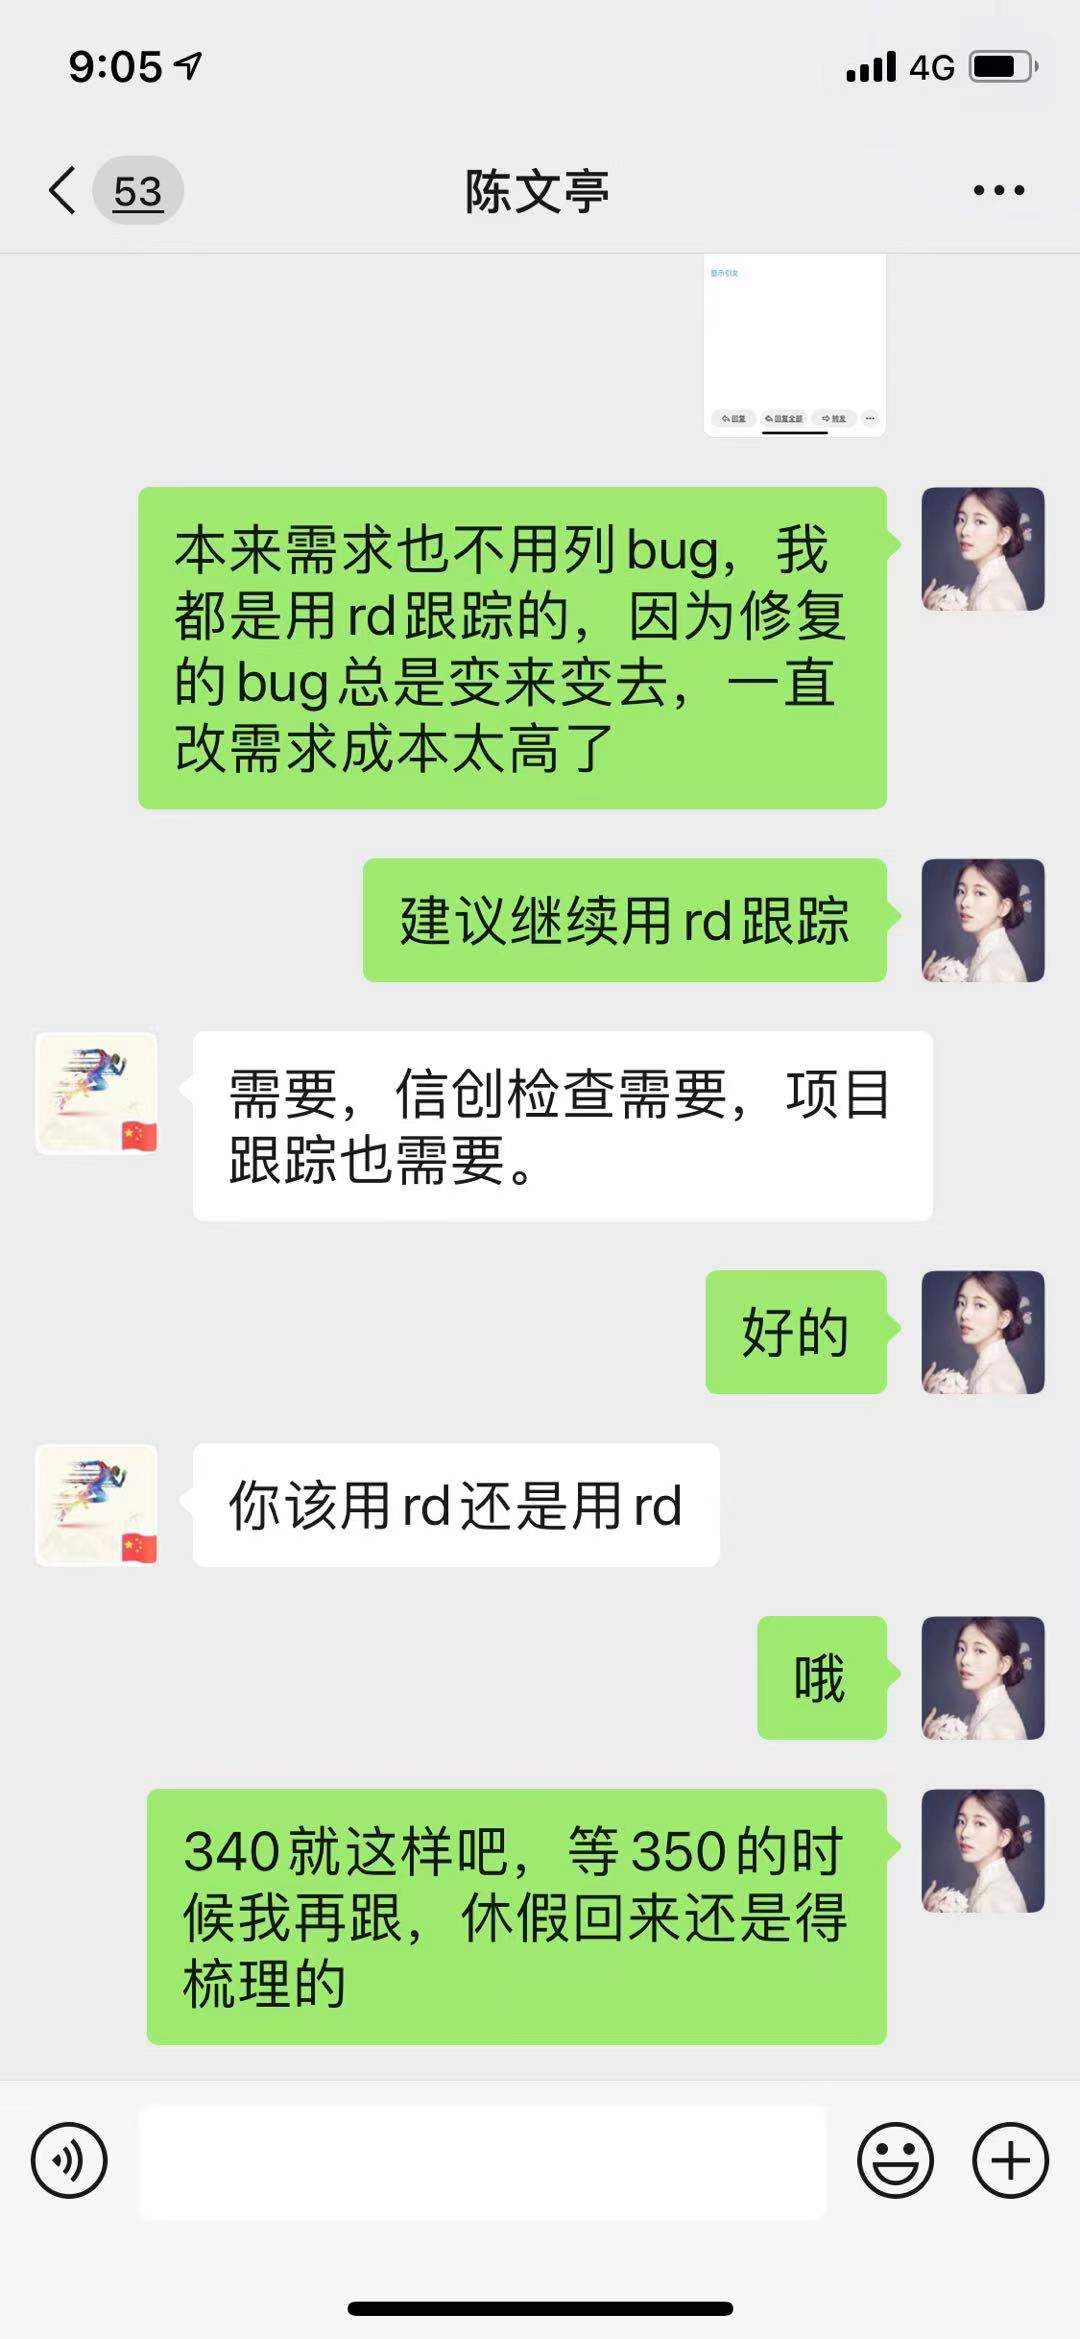 9:05
4G
53
陈文亭
显示引文
回复
回复全部
转发
本来需求也不用列bug，我
都是用rd跟踪的，因为修复
的bug总是变来变去，一直
改需求成本太高了
建议继续用rd跟踪
需要，信创检查需要，项目
跟踪也需要。
好的
你该用rd还是用rd
哦
340就这样吧，等350的时
候我再跟，休假回来还是得
梳理的